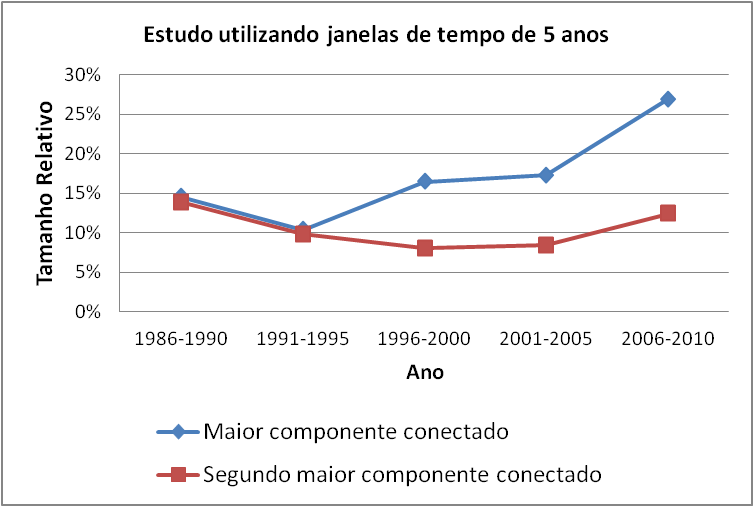 Estudo utilizando janelas de tempo de 5 anos
30%
25%
20%
15%
10%
5%
0%
Tamanho Relativo
1986-1990 1991-1995 1996-2000 2001-2005 2006-2010
Ano
Maior componente conectado
Segundo maior componente conectado